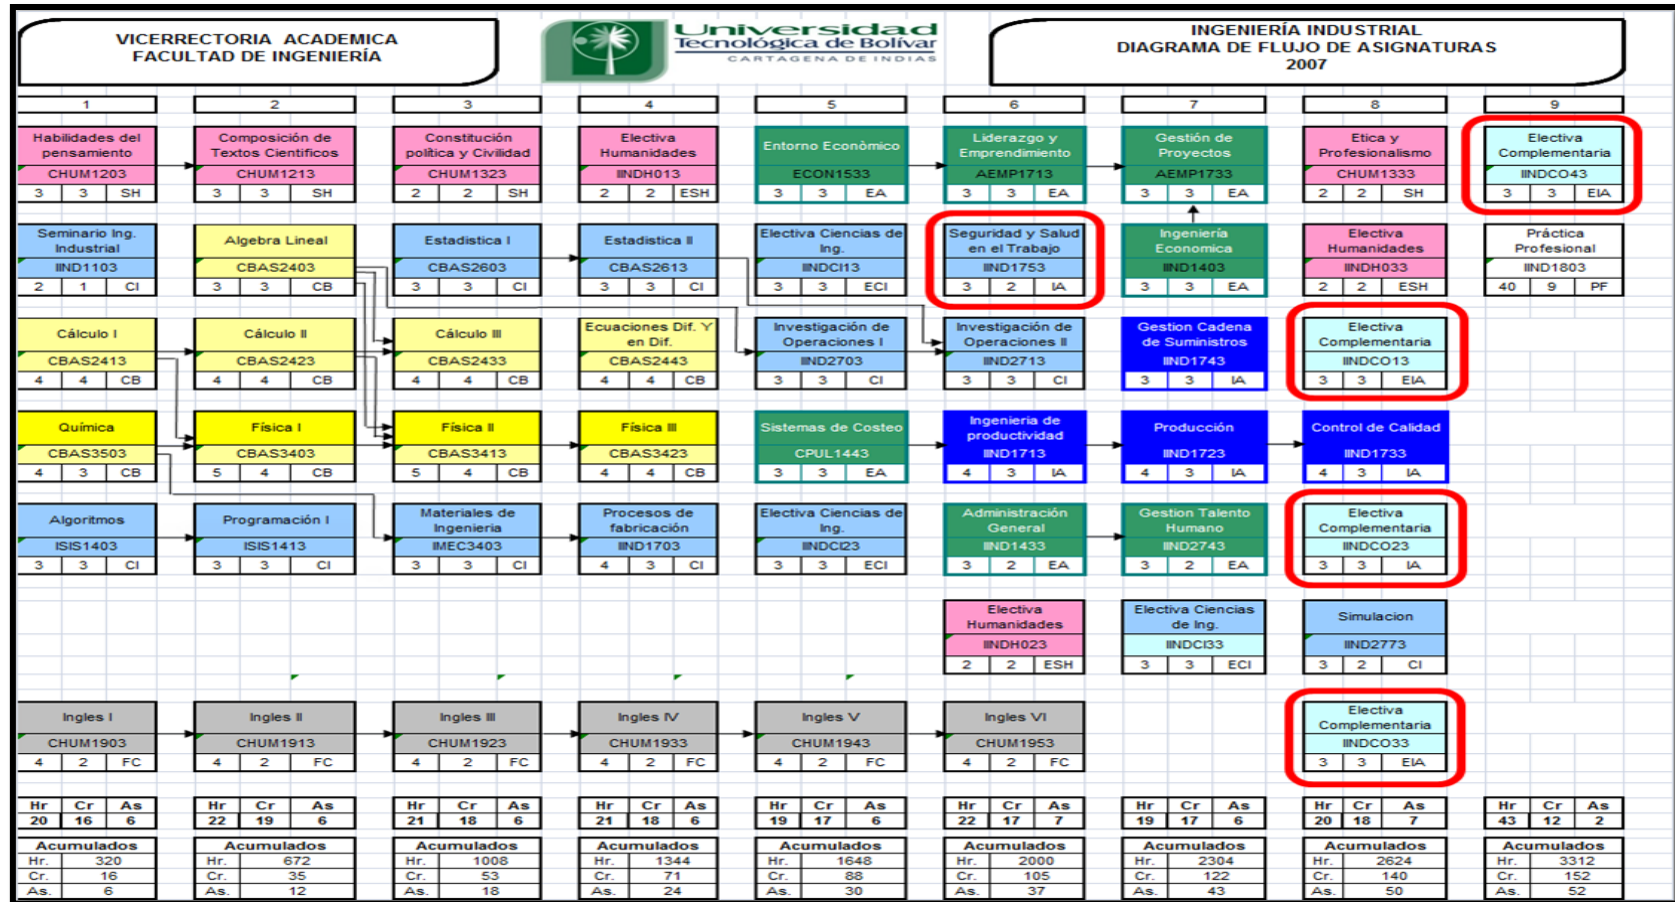 VICERRECTORIA ACADEMICA
FACULTAD DE INGENIERÍA
Universidad
Tecnológica de Bolívar
CARTAGENA DE INDIAS
INGENIERÍA INDUSTRIAL
DIAGRAMA DE FLUJO DE ASIGNATURAS
2007
1 2 3 4 5 6 7 8 9
Habilidades del
pensamiento
CHUM1203
3 3 SH
Composición de
Textos Cientificos
CHUM1213
3 3 SH
Constitución
política y Civilidad
CHUM1323
2 2 SH
Electiva
Humanidades
IINDH013
2 2 ESH
Entorno Econòmico
ECON1533
3 3 EA
Liderazgo y
Emprendimiento
AEMP1713
3 3 EA
Gestión de
Proyectos
AEMP1733
3 3 EA
Etica y
Profesionalismo
CHUM1333
2 2 SH
Electiva
Complementaria
IINDCO43
3 3 EIA
Seminario Ing.
Industrial
IIND1103
2 1 CI
Algebra Lineal
CBAS2403
3 3 CB
Estadistica I
CBAS2603
3 3 CI
Estadistica II
CBAS2613
3 3 CI
Electiva Ciencias de
Ing.
IINDCI13
3 3 ECI
Seguridad y Salud
en el Trabajo
IIND1753
3 2 IA
Ingeniería
Economica
IIND1403
3 3 EA
Electiva
Humanidades
IINDH033
2 2 ESH
Práctica
Profesional
IIND1803
40 9 PF
Cálculo I
CBAS2413
4 4 CB
Cálculo II
CBAS2423
4 4 CB
Cálculo III
CBAS2433
4 4 CB
Ecuaciones Dif. Y
en Dif.
CBAS2443
4 4 CB
Investigación de
Operaciones I
IIND2703
3 3 CI
Investigación de
Operaciones II
IIND2713
3 3 CI
Gestion Cadena
de Suministros
IIND1743
3 3 IA
Electiva
Complementaria
IINDCO13
3 3 EIA
Química
CBAS3503
4 3 CB
Física I
CBAS3403
5 4 CB
Física II
CBAS3413
5 4 CB
Física III
CBAS3423
4 4 CB
Sistemas de Costeo
CPUL1443
3 3 EA
Ingenieria de
productividad
IIND1713
4 3 IA
Producción
IIND1723
4 3 IA
Control de Calidad
IIND1733
4 3 IA
Algoritmos
ISIS1403
3 3 CI
Programación I
ISIS1413
3 3 CI
Materiales de
Ingenieria
IMEC3403
3 3 CI
Procesos de
fabricación
IIND1703
4 3 CI
Electiva Ciencias de
Ing.
IINDCI23
3 3 ECI
Administración
General
IIND1433
3 2 EA
Gestion Talento
Humano
IIND2743
3 2 EA
Electiva
Complementaria
IINDCO23
3 3 IA
Electiva
Humanidades
IINDH023
2 2 ESH
Electiva Ciencias
de Ing.
IINDCI33
3 3 ECI
Simulacion
IIND2773
3 2 CI
Ingles I
CHUM1903
4 2 FC
Ingles II
CHUM1913
4 2 FC
Ingles III
CHUM1923
4 2 FC
Ingles IV
CHUM1933
4 2 FC
Ingles V
CHUM1943
4 2 FC
Ingles VI
CHUM1953
4 2 FC
Electiva
Complementaria
IINDCO33
3 3 EIA
Hr Cr As Hr Cr As Hr Cr As Hr Cr As Hr Cr As Hr Cr As Hr Cr As Hr Cr As Hr Cr As
20 16 6 22 19 6 21 18 6 21 18 6 19 17 6 22 17 7 19 17 6 20 18 7 43 12 2
Acumulados Acumulados Acumulados Acumulados Acumulados Acumulados Acumulados Acumulados Acumulados
Hr. 320 Hr. 672 Hr. 1008 Hr. 1344 Hr. 1648 Hr. 2000 Hr. 2304 Hr. 2624 Hr. 3312
Cr. 16 Cr. 35 Cr. 53 Cr. 71 Cr. 88 Cr. 105 Cr. 122 Cr. 140 Cr. 152
As. 6 As. 12 As. 18 As. 24 As. 30 As. 37 As. 43 As. 50 As. 52